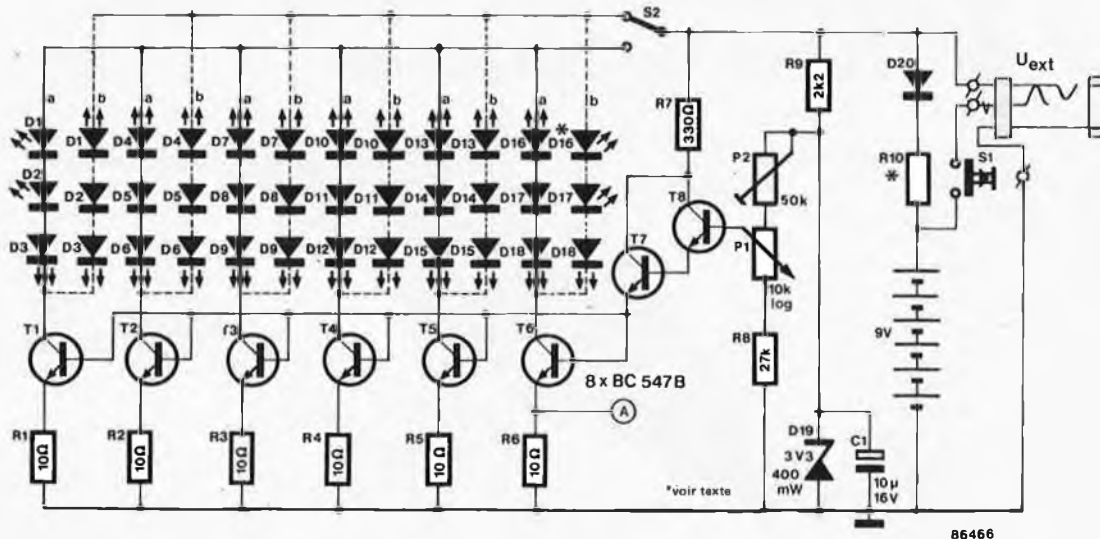 S2
D20
U ext
R9
2k2
R7
330Ω
a b a b a b a b a b a b
D1 D1 D4 D4 D7 D7 D10 D10 D13 D13 D16 * D16
P2
50k
R10
*
S1
D2 D2 D5 D5 D8 D8 D11 D11 D14 D14 D17 D17
T8
P1
10k
log
D3 D3 D6 D6 D9 D9 D12 D12 D15 D15 D18 D18
T7
T1 T2 T3 T4 T5 T6
R8
27k
9V
8 x BC 547B
A
R1 R2 R3 R4 R5 R6
10Ω 10Ω 10Ω 10Ω 10Ω 10Ω
D19
3V3
400
mW
C1
10µ
16V
*voir texte
86466